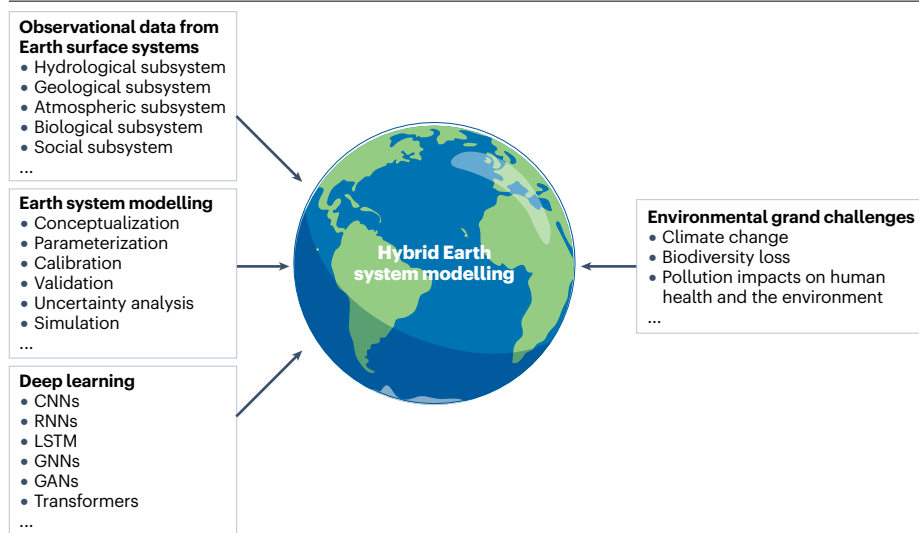 Observational data from
Earth surface systems
• Hydrological subsystem
• Geological subsystem
• Atmospheric subsystem
• Biological subsystem
• Social subsystem
...
Earth system modelling
• Conceptualization
• Parameterization
• Calibration
• Validation
• Uncertainty analysis
• Simulation
...
Deep learning
• CNNs
• RNNs
• LSTM
• GNNs
• GANs
• Transformers
...
Hybrid Earth
system modelling
Environmental grand challenges
• Climate change
• Biodiversity loss
• Pollution impacts on human
health and the environment
...